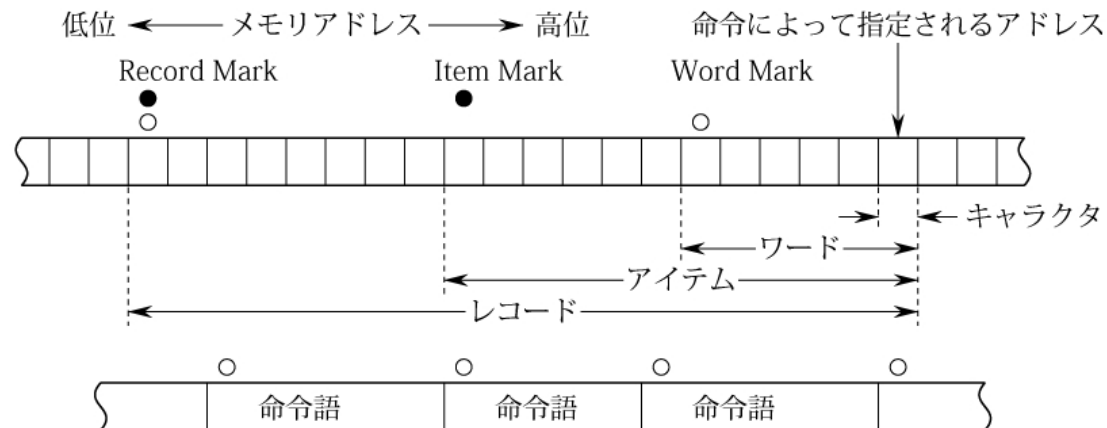 低位 メモリアドレス 高位 命令によって指定されるアドレス
Record Mark Item Mark Word Mark
キャラクタ
ワード
アイテム
レコード
命令語 命令語 命令語